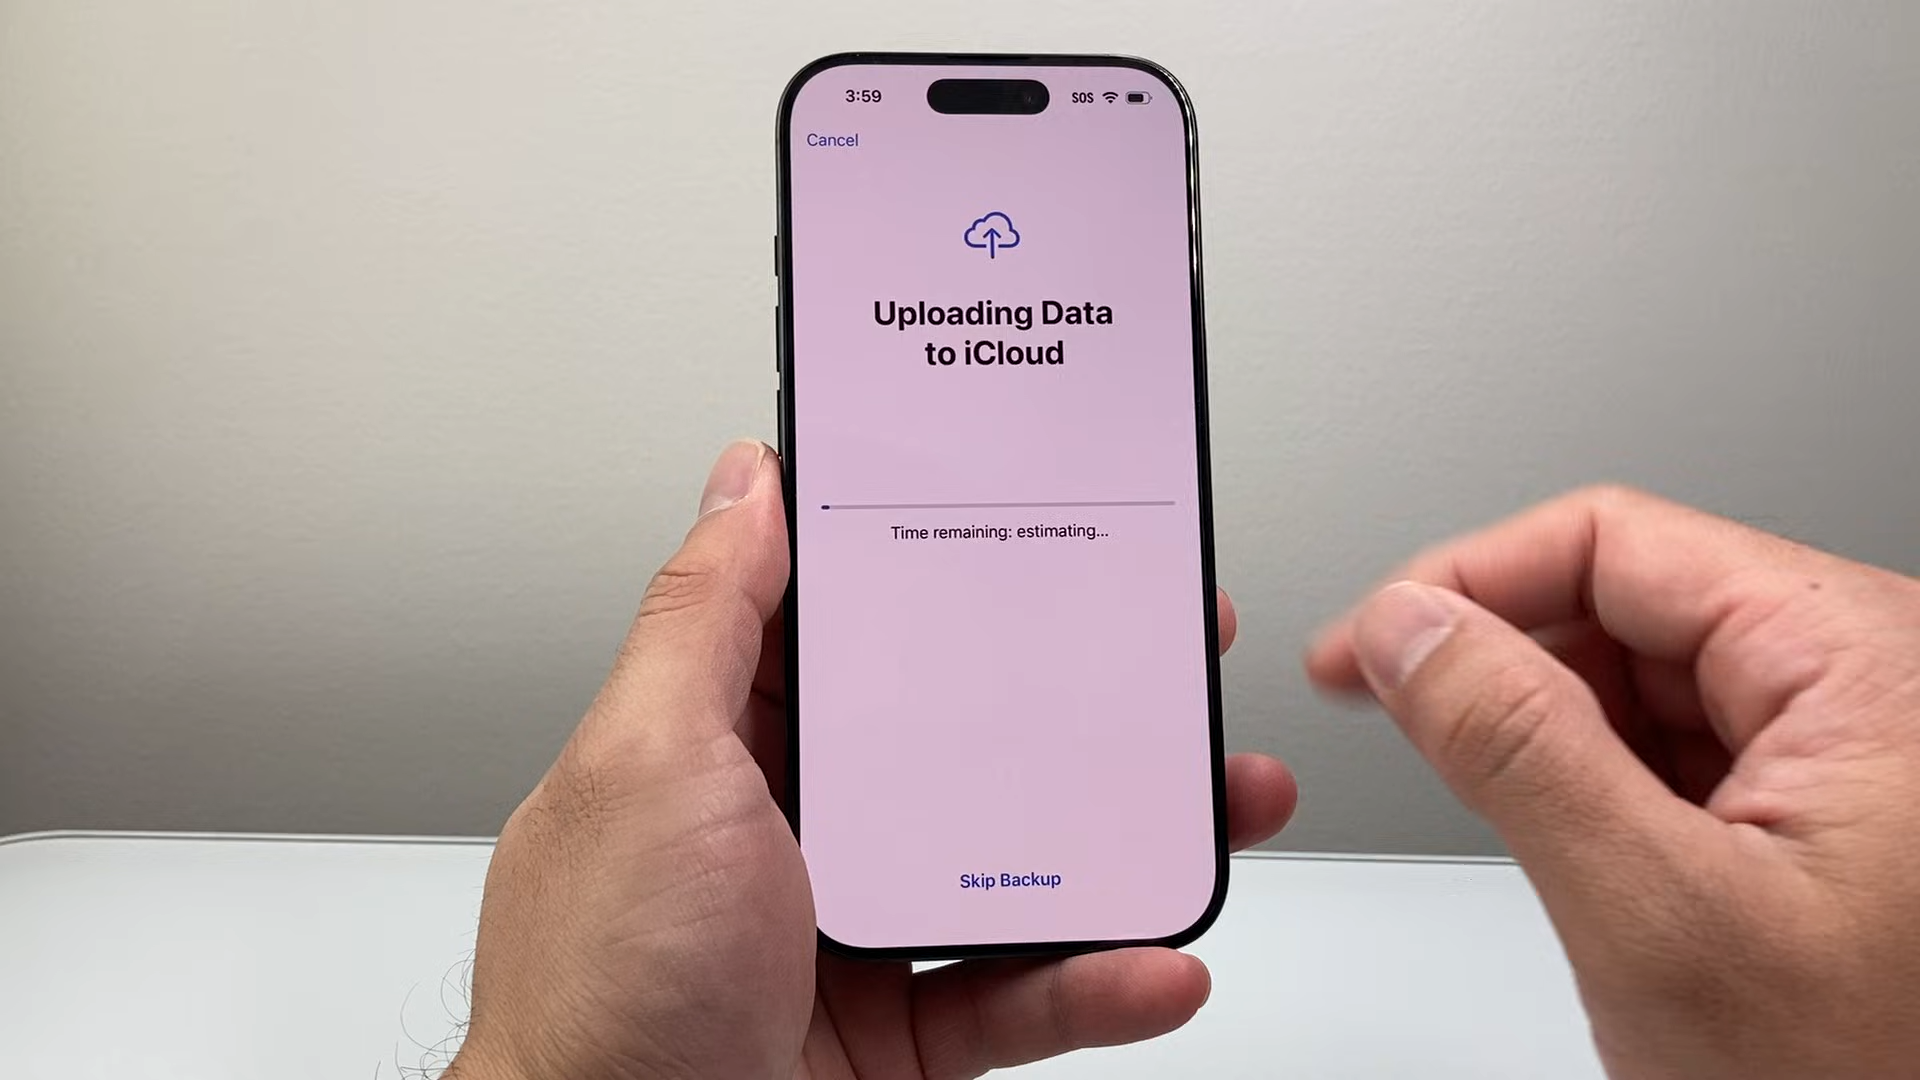 3:59
SOS
Cancel
Uploading Data
to iCloud
Time remaining: estimating...
Skip Backup